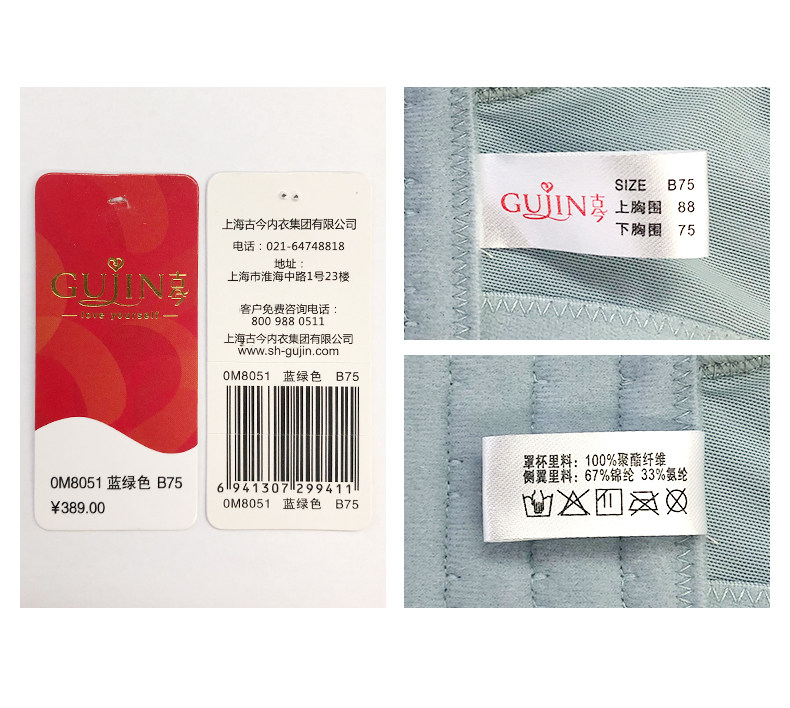 GUJIN古今
love yourself
0M8051 蓝绿色 B75
¥389.00
上海古今内衣集团有限公司
电话：021-64748818
地址：
上海市淮海中路1号23楼
客户免费咨询电话：
800 988 0511
上海古今内衣集团有限公司
www.sh-gujin.com
0M8051 蓝绿色 B75
6 941307 299411
0M8051 蓝绿色 B75
GUJIN古今
SIZE B75
上胸围 88
下胸围 75
罩杯里料：100%聚酯纤维
侧翼里料：67%锦纶 33%氨纶